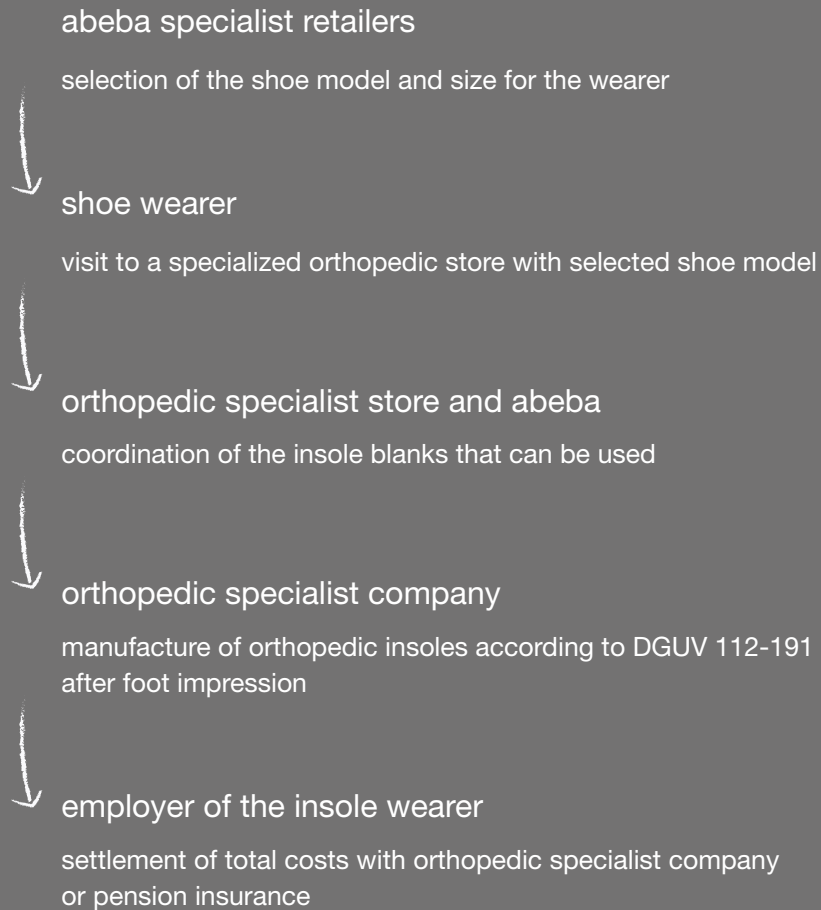 abeba specialist retailers
selection of the shoe model and size for the wearer
shoe wearer
visit to a specialized orthopedic store with selected shoe model
orthopedic specialist store and abeba
coordination of the insole blanks that can be used
orthopedic specialist company
manufacture of orthopedic insoles according to DGUV 112-191
after foot impression
employer of the insole wearer
settlement of total costs with orthopedic specialist company
or pension insurance